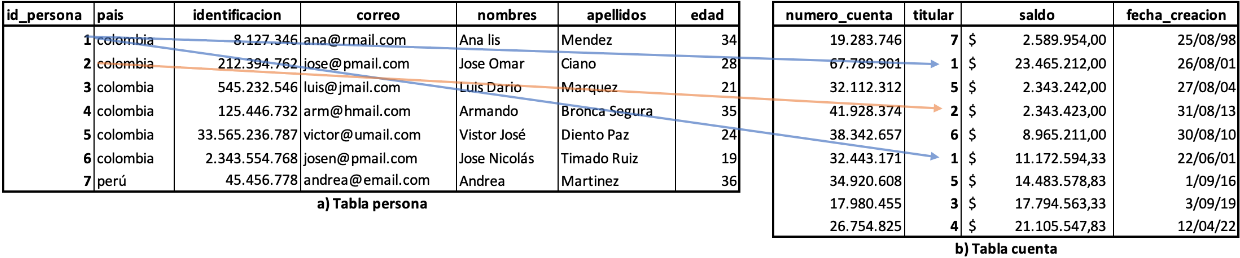 id_persona pais identificacion correo nombres apellidos edad
1 colombia 8.127.346 ana@rmail.com Ana lis Mendez 34
2 colombia 212.394.762 jose@pmail.com Jose Omar Ciano 28
3 colombia 545.232.546 luis@jmail.com Luis Dario Marquez 21
4 colombia 125.446.732 arm@hmail.com Armando Bronca Segura 35
5 colombia 33.565.236.787 victor@umail.com Vistor José Diento Paz 24
6 colombia 2.343.554.768 josen@pmail.com Jose Nicolás Timado Ruiz 19
7 perú 45.456.778 andrea@email.com Andrea Martinez 36
a) Tabla persona
numero_cuenta titular saldo fecha_creacion
19.283.746 7 $ 2.589.954,00 25/08/98
67.789.901 1 $ 23.465.212,00 26/08/01
32.112.312 5 $ 2.343.242,00 27/08/04
41.928.374 2 $ 2.343.423,00 31/08/13
38.342.657 6 $ 8.965.211,00 30/08/10
32.443.171 1 $ 11.172.594,33 22/06/01
34.920.608 5 $ 14.483.578,83 1/09/16
17.980.455 3 $ 17.794.563,33 3/09/19
26.754.825 4 $ 21.105.547,83 12/04/22
b) Tabla cuenta